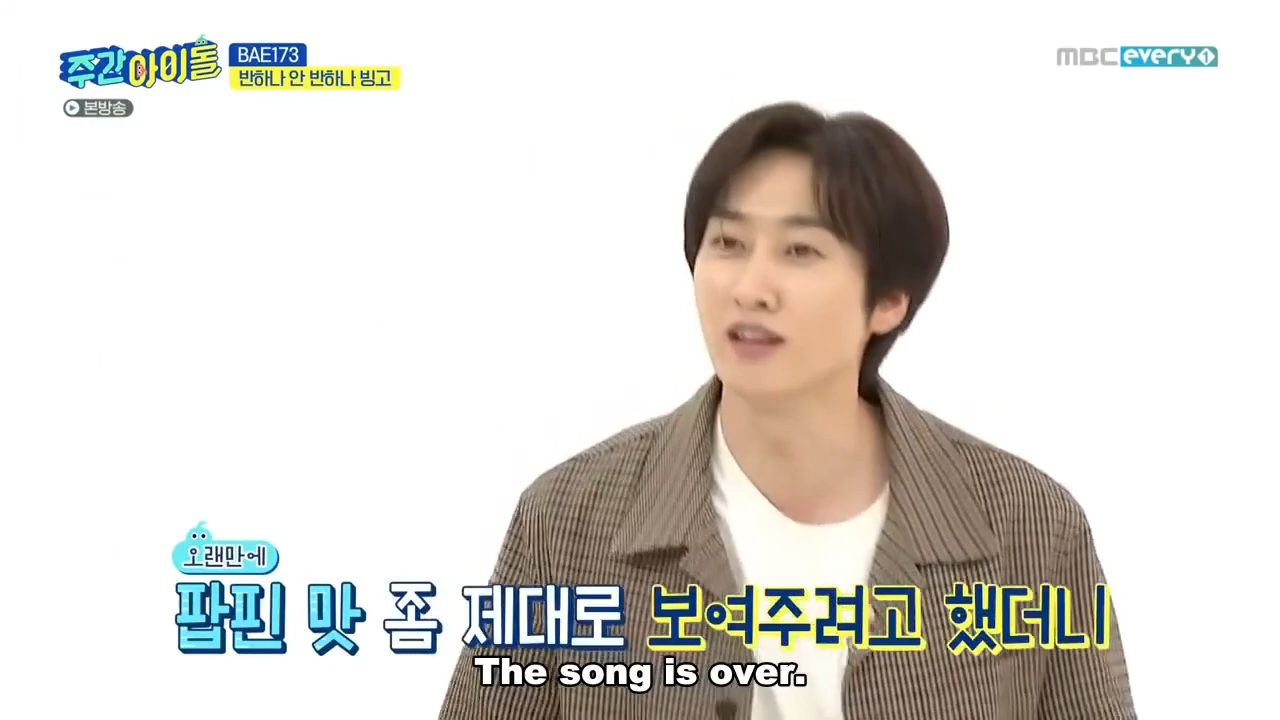 주간아이돌
BAE173
반하나 안 반하나 빙고
본방송
MBC every1
오랜만에
팝핀 맛 좀 제대로 보여주려고 했더니
The song is over.